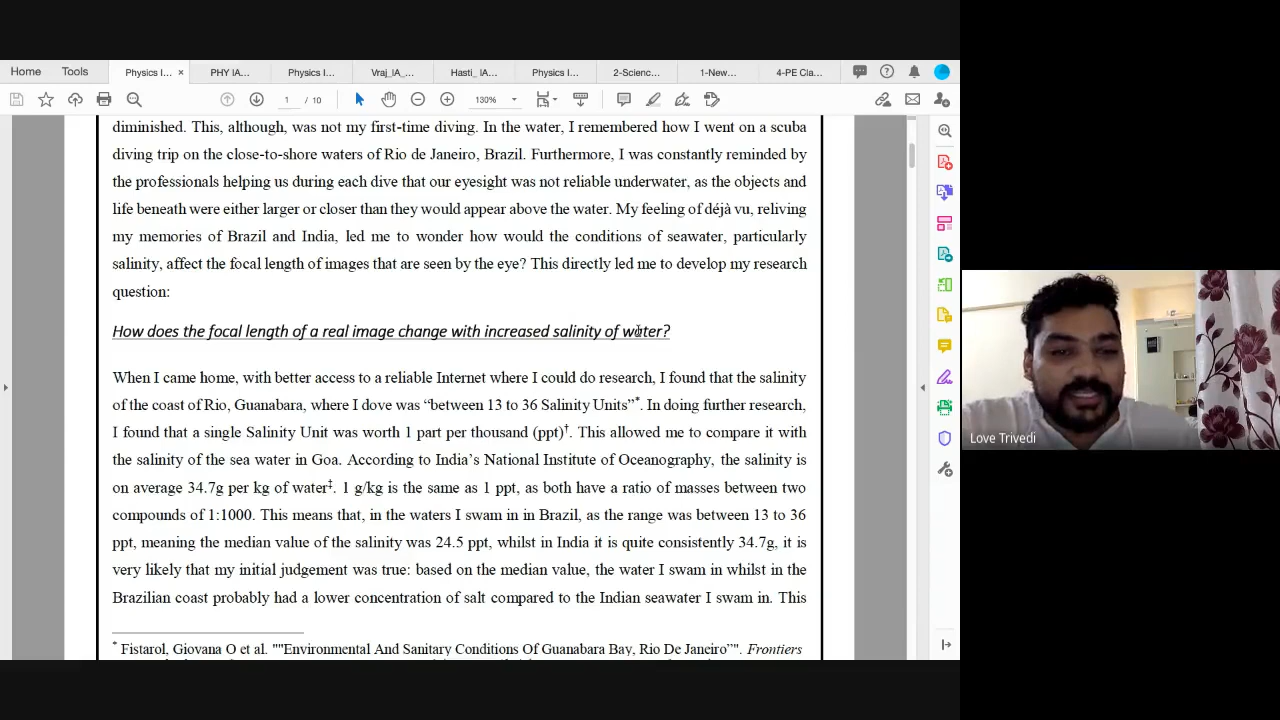 Home
Tools
Physics I...
×
PHY IA...
Physics I...
Vraj_IA_...
Hasti_ IA...
Physics I...
2-Scienc...
1-New...
4-PE Cla...
1 / 10
130%
diminished. This, although, was not my first-time diving. In the water, I remembered how I went on a scuba
diving trip on the close-to-shore waters of Rio de Janeiro, Brazil. Furthermore, I was constantly reminded by
the professionals helping us during each dive that our eyesight was not reliable underwater, as the objects and
life beneath were either larger or closer than they would appear above the water. My feeling of déjà vu, reliving
my memories of Brazil and India, led me to wonder how would the conditions of seawater, particularly
salinity, affect the focal length of images that are seen by the eye? This directly led me to develop my research
question:
How does the focal length of a real image change with increased salinity of water?
When I came home, with better access to a reliable Internet where I could do research, I found that the salinity
of the coast of Rio, Guanabara, where I dove was “between 13 to 36 Salinity Units”*. In doing further research,
I found that a single Salinity Unit was worth 1 part per thousand (ppt)†. This allowed me to compare it with
the salinity of the sea water in Goa. According to India’s National Institute of Oceanography, the salinity is
on average 34.7g per kg of water‡. 1 g/kg is the same as 1 ppt, as both have a ratio of masses between two
compounds of 1:1000. This means that, in the waters I swam in in Brazil, as the range was between 13 to 36
ppt, meaning the median value of the salinity was 24.5 ppt, whilst in India it is quite consistently 34.7g, it is
very likely that my initial judgement was true: based on the median value, the water I swam in whilst in the
Brazilian coast probably had a lower concentration of salt compared to the Indian seawater I swam in. This
* Fistarol, Giovana O et al. ""Environmental And Sanitary Conditions Of Guanabara Bay, Rio De Janeiro"". Frontiers
Love Trivedi